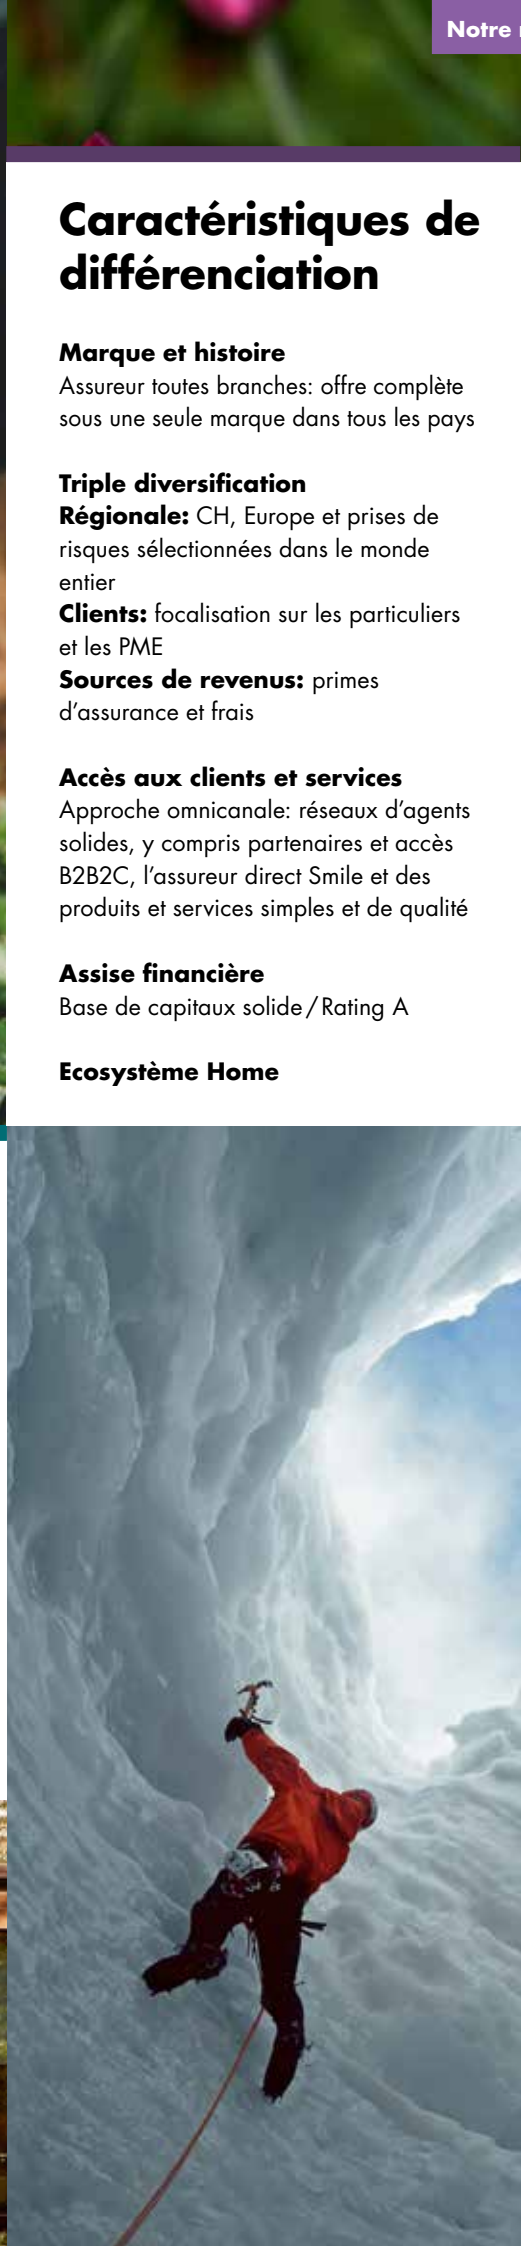 Notre
Caractéristiques de
différenciation
Marque et histoire
Assureur toutes branches: offre complète
sous une seule marque dans tous les pays
Triple diversification
Régionale: CH, Europe et prises de
risques sélectionnées dans le monde
entier
Clients: focalisation sur les particuliers
et les PME
Sources de revenus: primes
d’assurance et frais
Accès aux clients et services
Approche omnicanale: réseaux d’agents
solides, y compris partenaires et accès
B2B2C, l’assureur direct Smile et des
produits et services simples et de qualité
Assise financière
Base de capitaux solide / Rating A
Ecosystème Home